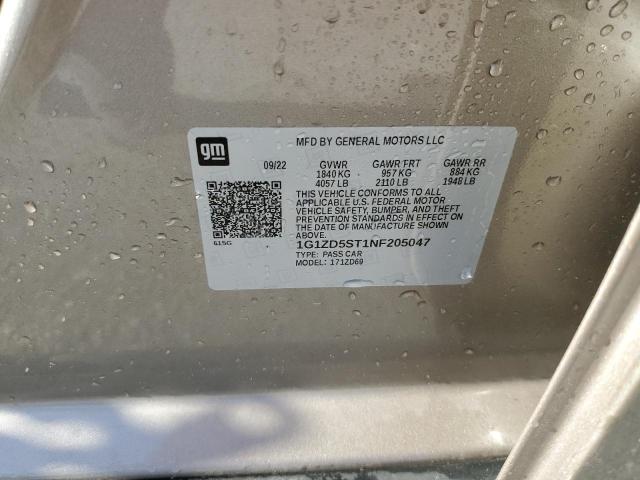 gm
MFD BY GENERAL MOTORS LLC
09/22 GVWR GAWR FRT GAWR RR
1840 KG 957 KG 884 KG
4057 LB 2110 LB 1948 LB
THIS VEHICLE CONFORMS TO ALL
APPLICABLE U.S. FEDERAL MOTOR
VEHICLE SAFETY, BUMPER, AND THEFT
PREVENTION STANDARDS IN EFFECT ON
THE DATE OF MANUFACTURE SHOWN
ABOVE.
615G 1G1ZD5ST1NF205047
TYPE: PASS CAR
MODEL: 171ZD69